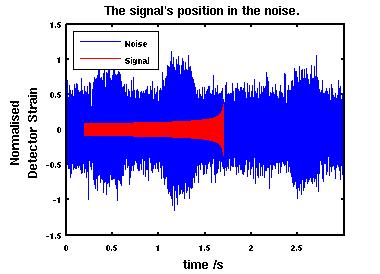 The signal's position in the noise.
1.5
1
0.5
0
-0.5
-1
-1.5
Noise
Signal
Normalised
Detector Strain
0 0.5 1 1.5 2 2.5
time /s